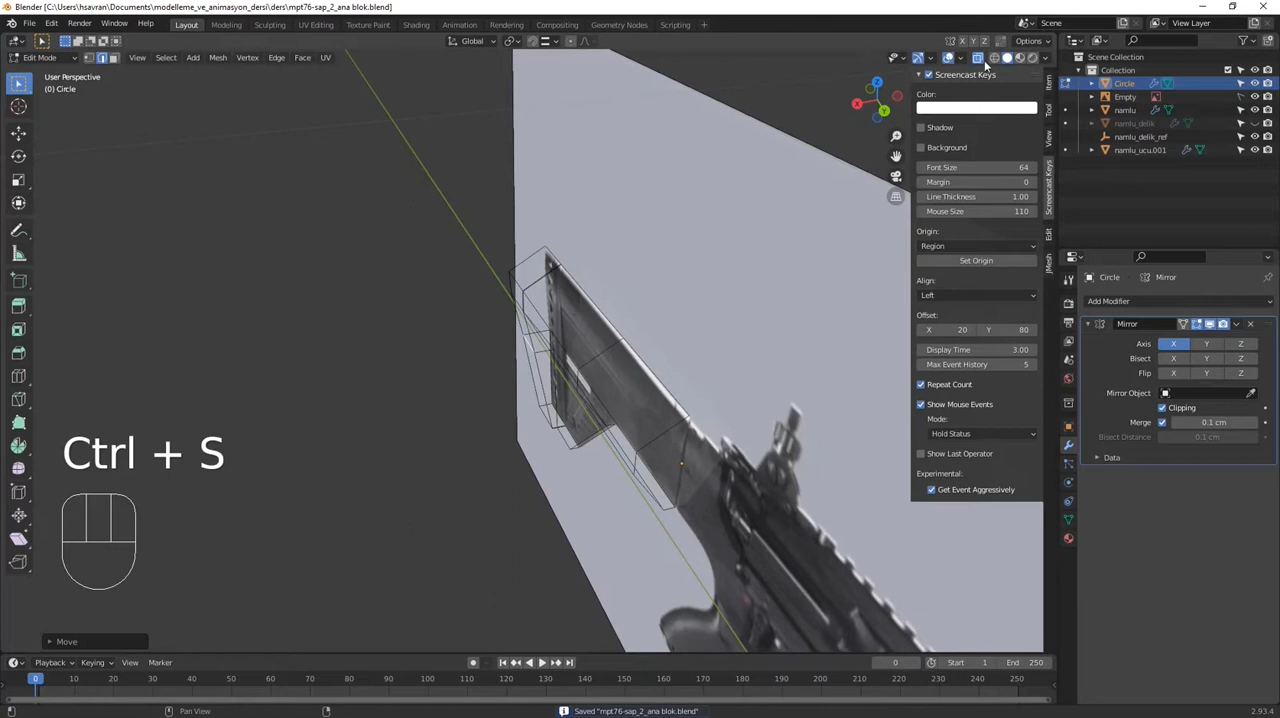 Blender [C:\Users\hsavran\Documents\modelleme_ve_animasyon_ders\ders\mpt76-sap_2_ana blok.blend]
File Edit Render Window Help Layout Modeling Sculpting UV Editing Texture Paint Shading Animation Rendering Compositing Geometry Nodes Scripting + Scene View Layer
Global X Y Z Options
Edit Mode View Select Add Mesh Vertex Edge Face UV
User Perspective
(0) Circle
Screencast Keys
Color:
Shadow
Background
Font Size 64
Margin 0
Line Thickness 1.00
Mouse Size 110
Origin:
Region
Set Origin
Align:
Left
Offset:
X 20 Y 80
Display Time 3.00
Max Event History 5
Repeat Count
Show Mouse Events
Mode:
Hold Status
Show Last Operator
Experimental:
Get Event Aggressively
Item
Tool
View
Screencast Keys
Edit
JMesh
Z
X
Y
Scene Collection
Collection
Circle
Empty
namlu
namlu_delik
namlu_delik_ref
namlu_ucu.001
Circle Mirror
Add Modifier
Mirror
Axis X Y Z
Bisect X Y Z
Flip X Y Z
Mirror Object
Clipping
Merge 0.1 cm
Bisect Distance 0.1 cm
Data
Ctrl + S
Move
Playback Keying View Marker 0 Start 1 End 250
0 10 20 30 40 50 60 70 80 90 100 110 120 130 140 150 160 170 180 190 200 210 220 230 240 250
Pan View Saved "mpt76-sap_2_ana blok.blend" 2.93.4